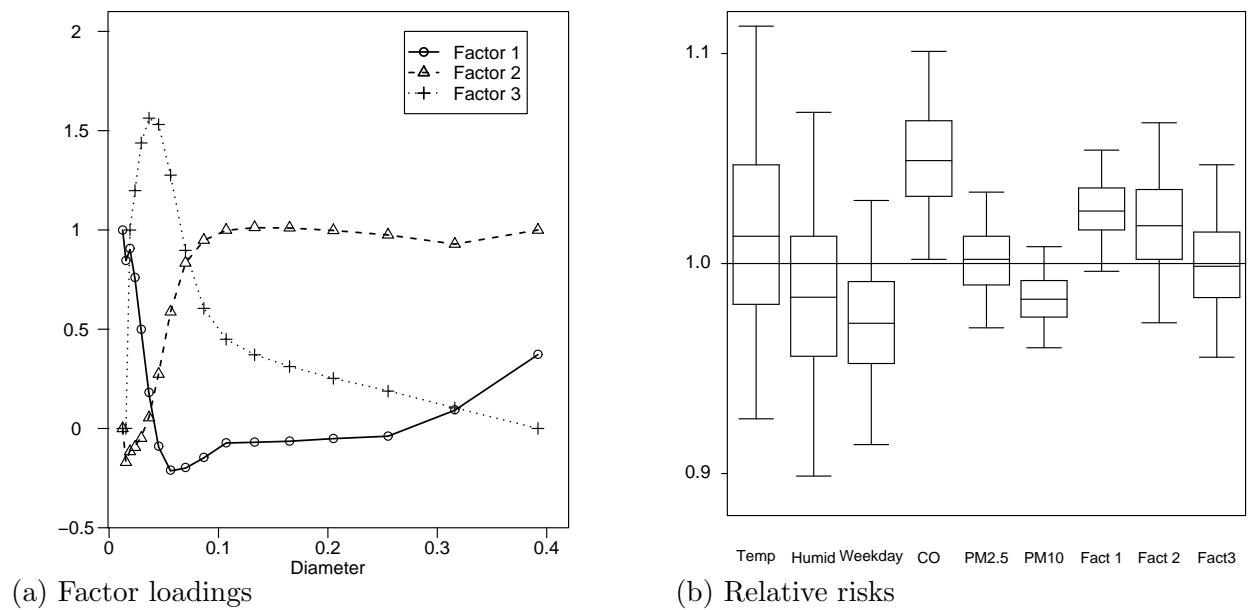 2
1.5
1
0.5
0
−0.5
0 0.1 0.2 0.3 0.4
Diameter
Factor 1
Factor 2
Factor 3
(a) Factor loadings
1.1
1.0
0.9
Temp Humid Weekday CO PM2.5 PM10 Fact 1 Fact 2 Fact3
(b) Relative risks